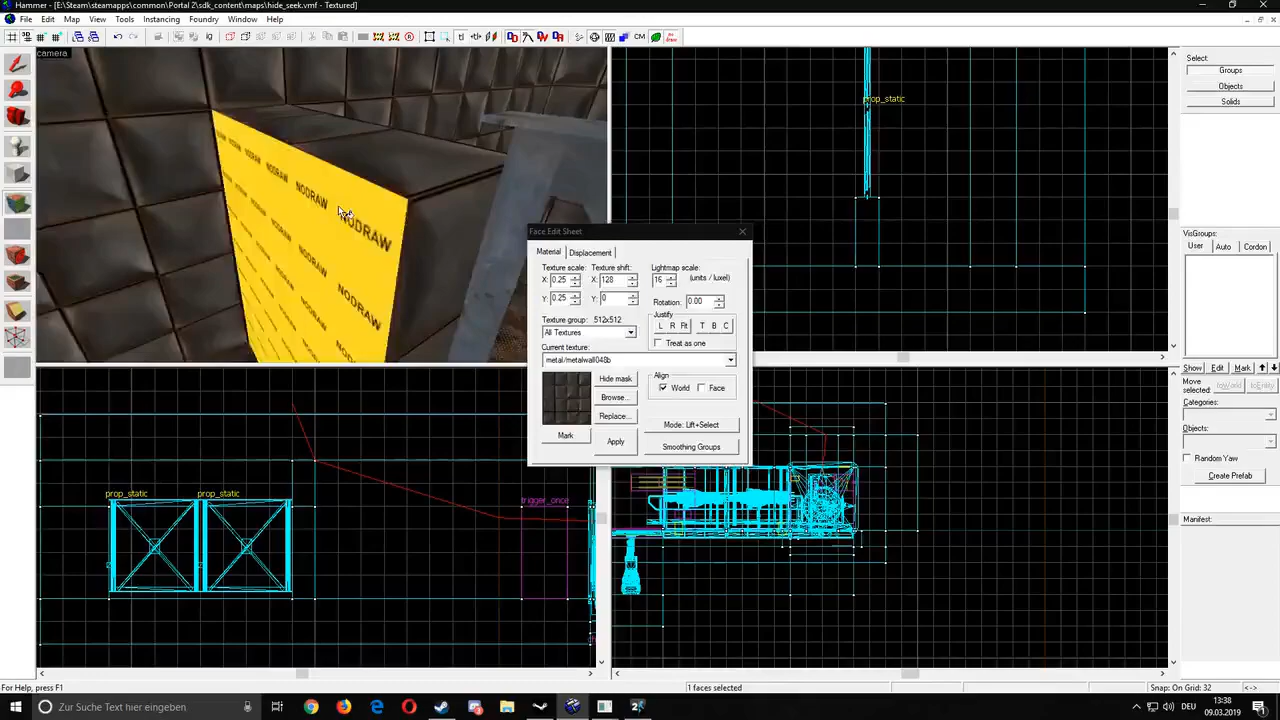 Hammer - [E:\Steam\steamapps\common\Portal 2\sdk_content\maps\hide_seek.vmf - Textured]
File Edit Map View Tools Instancing Foundry Window Help
camera
NODRAW
NODRAW
NODRAW
NODRAW
NODRAW
prop_static
Select:
Groups
Objects
Solids
VisGroups:
User Auto Cordon
Show Edit Mark
Move selected: toWorld toEntity
Categories:
Objects:
Random Yaw
Create Prefab
Manifest:
Face Edit Sheet
Material Displacement
Texture scale: Texture shift: Lightmap scale:
X: 0.25 X: 128 16 (units / luxel)
Y: 0.25 Y: 0 Rotation: 0.00
Texture group: 512x512 Justify
All Textures L R Fit T B C
Current texture: Treat as one
metal/metalwall048b
Hide mask Align
World Face
Browse...
Replace...
Mode: Lift+Select
Mark Apply Smoothing Groups
prop_static prop_static
trigger_once
For Help, press F1
1 faces selected
Snap: On Grid: 32 <->
Zur Suche Text hier eingeben
DEU
13:38
09.03.2019